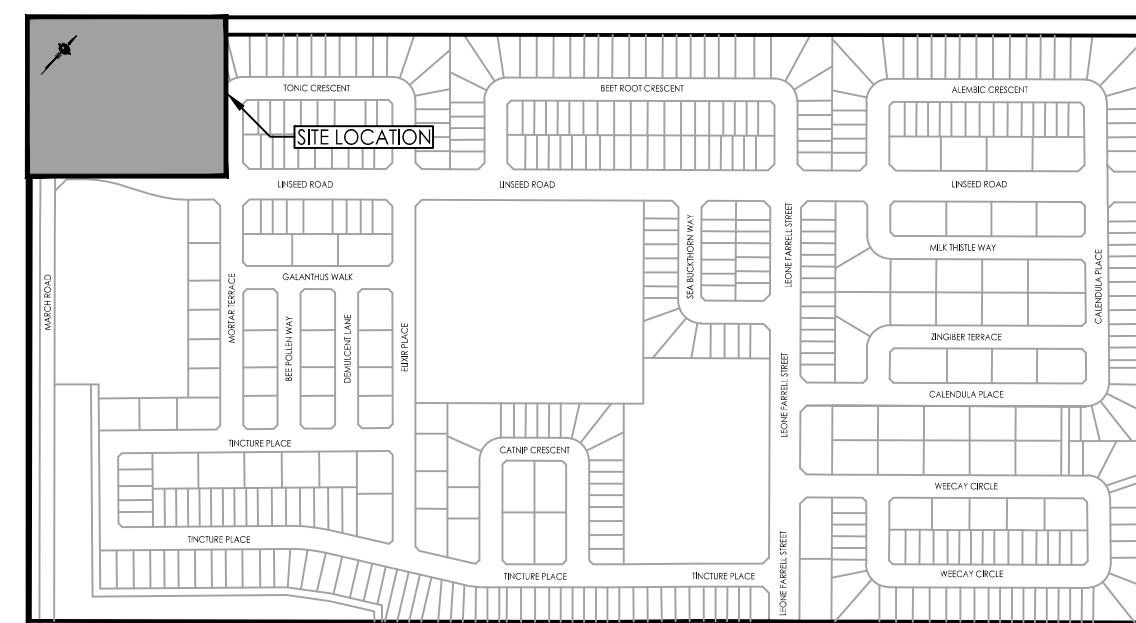 TONIC CRESCENT
BEET ROOT CRESCENT
ALEMBIC CRESCENT
SITE LOCATION
LINSEED ROAD
LINSEED ROAD
LINSEED ROAD
MARCH ROAD
MORTAR TERRACE
GALANTHUS WALK
BEE POLLEN WAY
DEMULCENT LANE
ELIXIR PLACE
SEA BUCKTHORN WAY
LEONE FARRELL STREET
MILK THISTLE WAY
CALENDULA PLACE
ZINGIBER TERRACE
LEONE FARRELL STREET
CALENDULA PLACE
TINCTURE PLACE
CATNIP CRESCENT
WEECAY CIRCLE
TINCTURE PLACE
LEONE FARRELL STREET
TINCTURE PLACE
TINCTURE PLACE
WEECAY CIRCLE